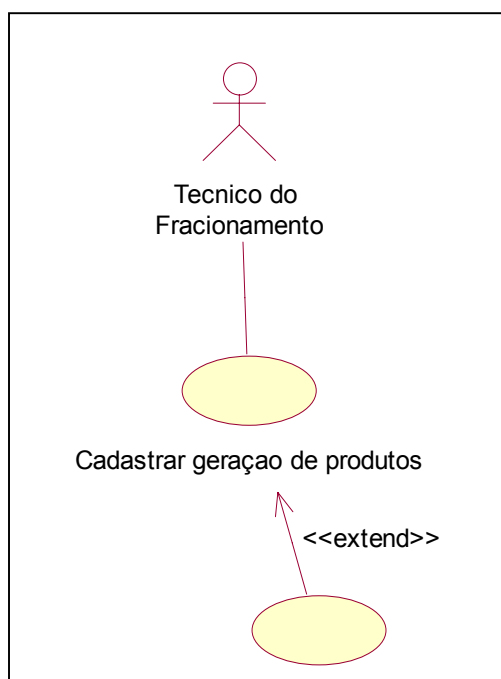 Tecnico do
Fracionamento
Cadastrar geraçao de produtos
<<extend>>